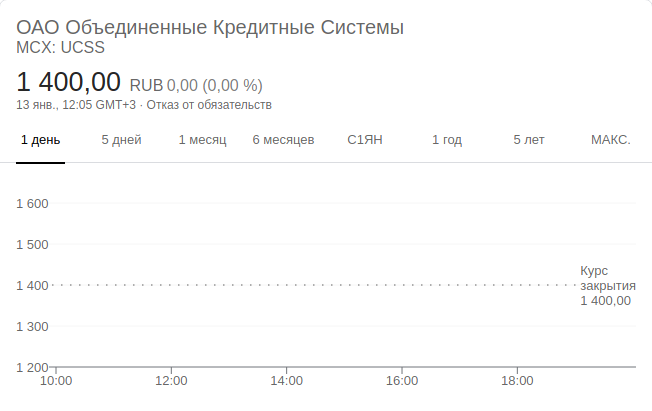 ОАО Объединенные Кредитные Системы
MCX: UCSS
1 400,00 RUB 0,00 (0,00 %)
13 янв., 12:05 GMT+3 · Отказ от обязательств
1 день 5 дней 1 месяц 6 месяцев С1ЯН 1 год 5 лет МАКС.
1 600
1 500
1 400
1 300
1 200
Курс
закрытия
1 400,00
10:00 12:00 14:00 16:00 18:00